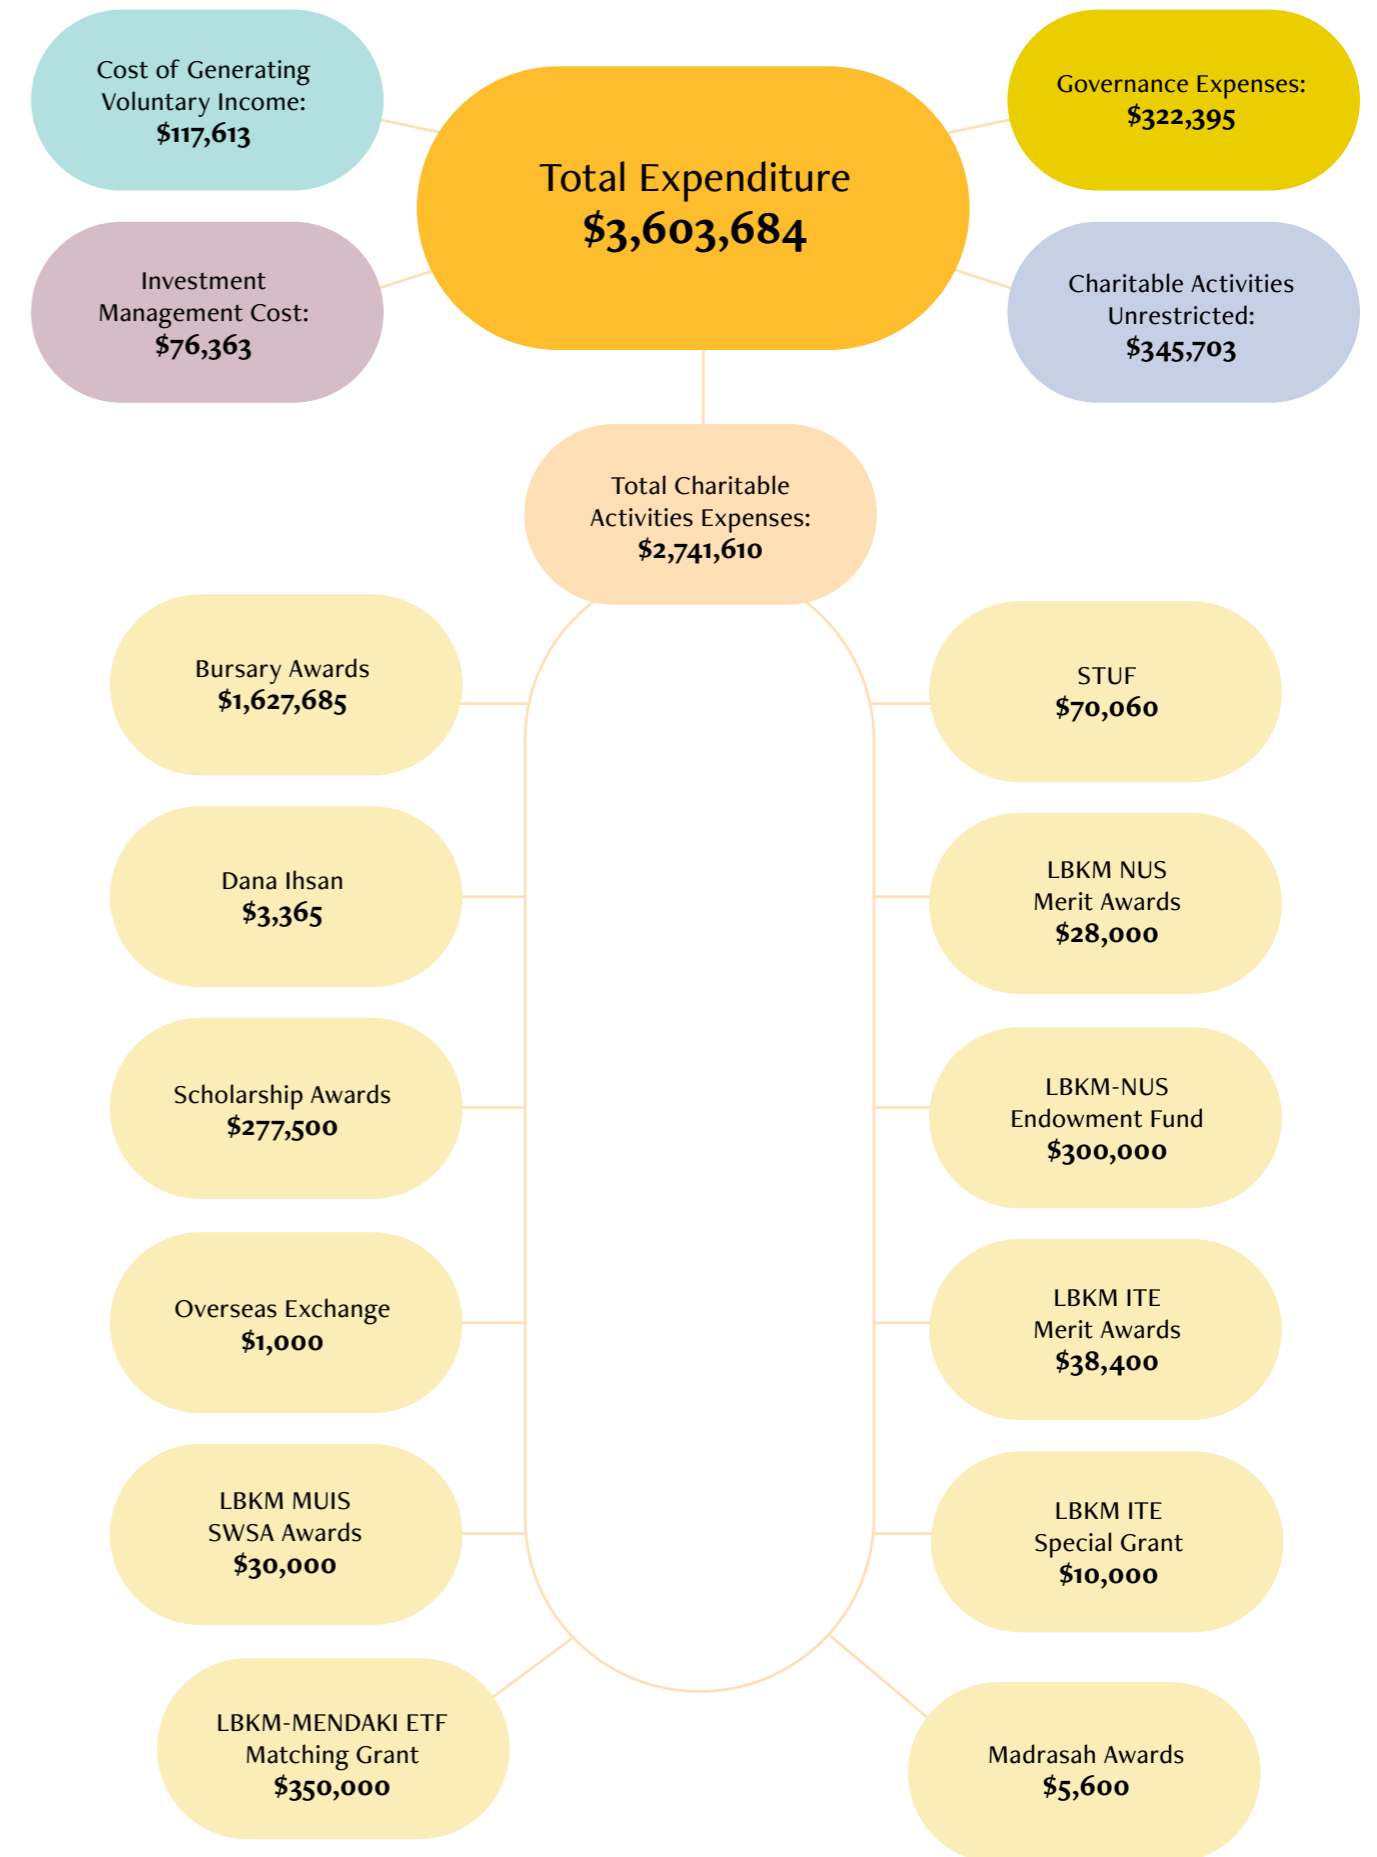 Cost of Generating
Voluntary Income:
$117,613
Total Expenditure
$3,603,684
Governance Expenses:
$322,395
Investment
Management Cost:
$76,363
Charitable Activities
Unrestricted:
$345,703
Total Charitable
Activities Expenses:
$2,741,610
Bursary Awards
$1,627,685
STUF
$70,060
Dana Ihsan
$3,365
LBKM NUS
Merit Awards
$28,000
Scholarship Awards
$277,500
LBKM-NUS
Endowment Fund
$300,000
Overseas Exchange
$1,000
LBKM ITE
Merit Awards
$38,400
LBKM MUIS
SWSA Awards
$30,000
LBKM ITE
Special Grant
$10,000
LBKM-MENDAKI ETF
Matching Grant
$350,000
Madrasah Awards
$5,600